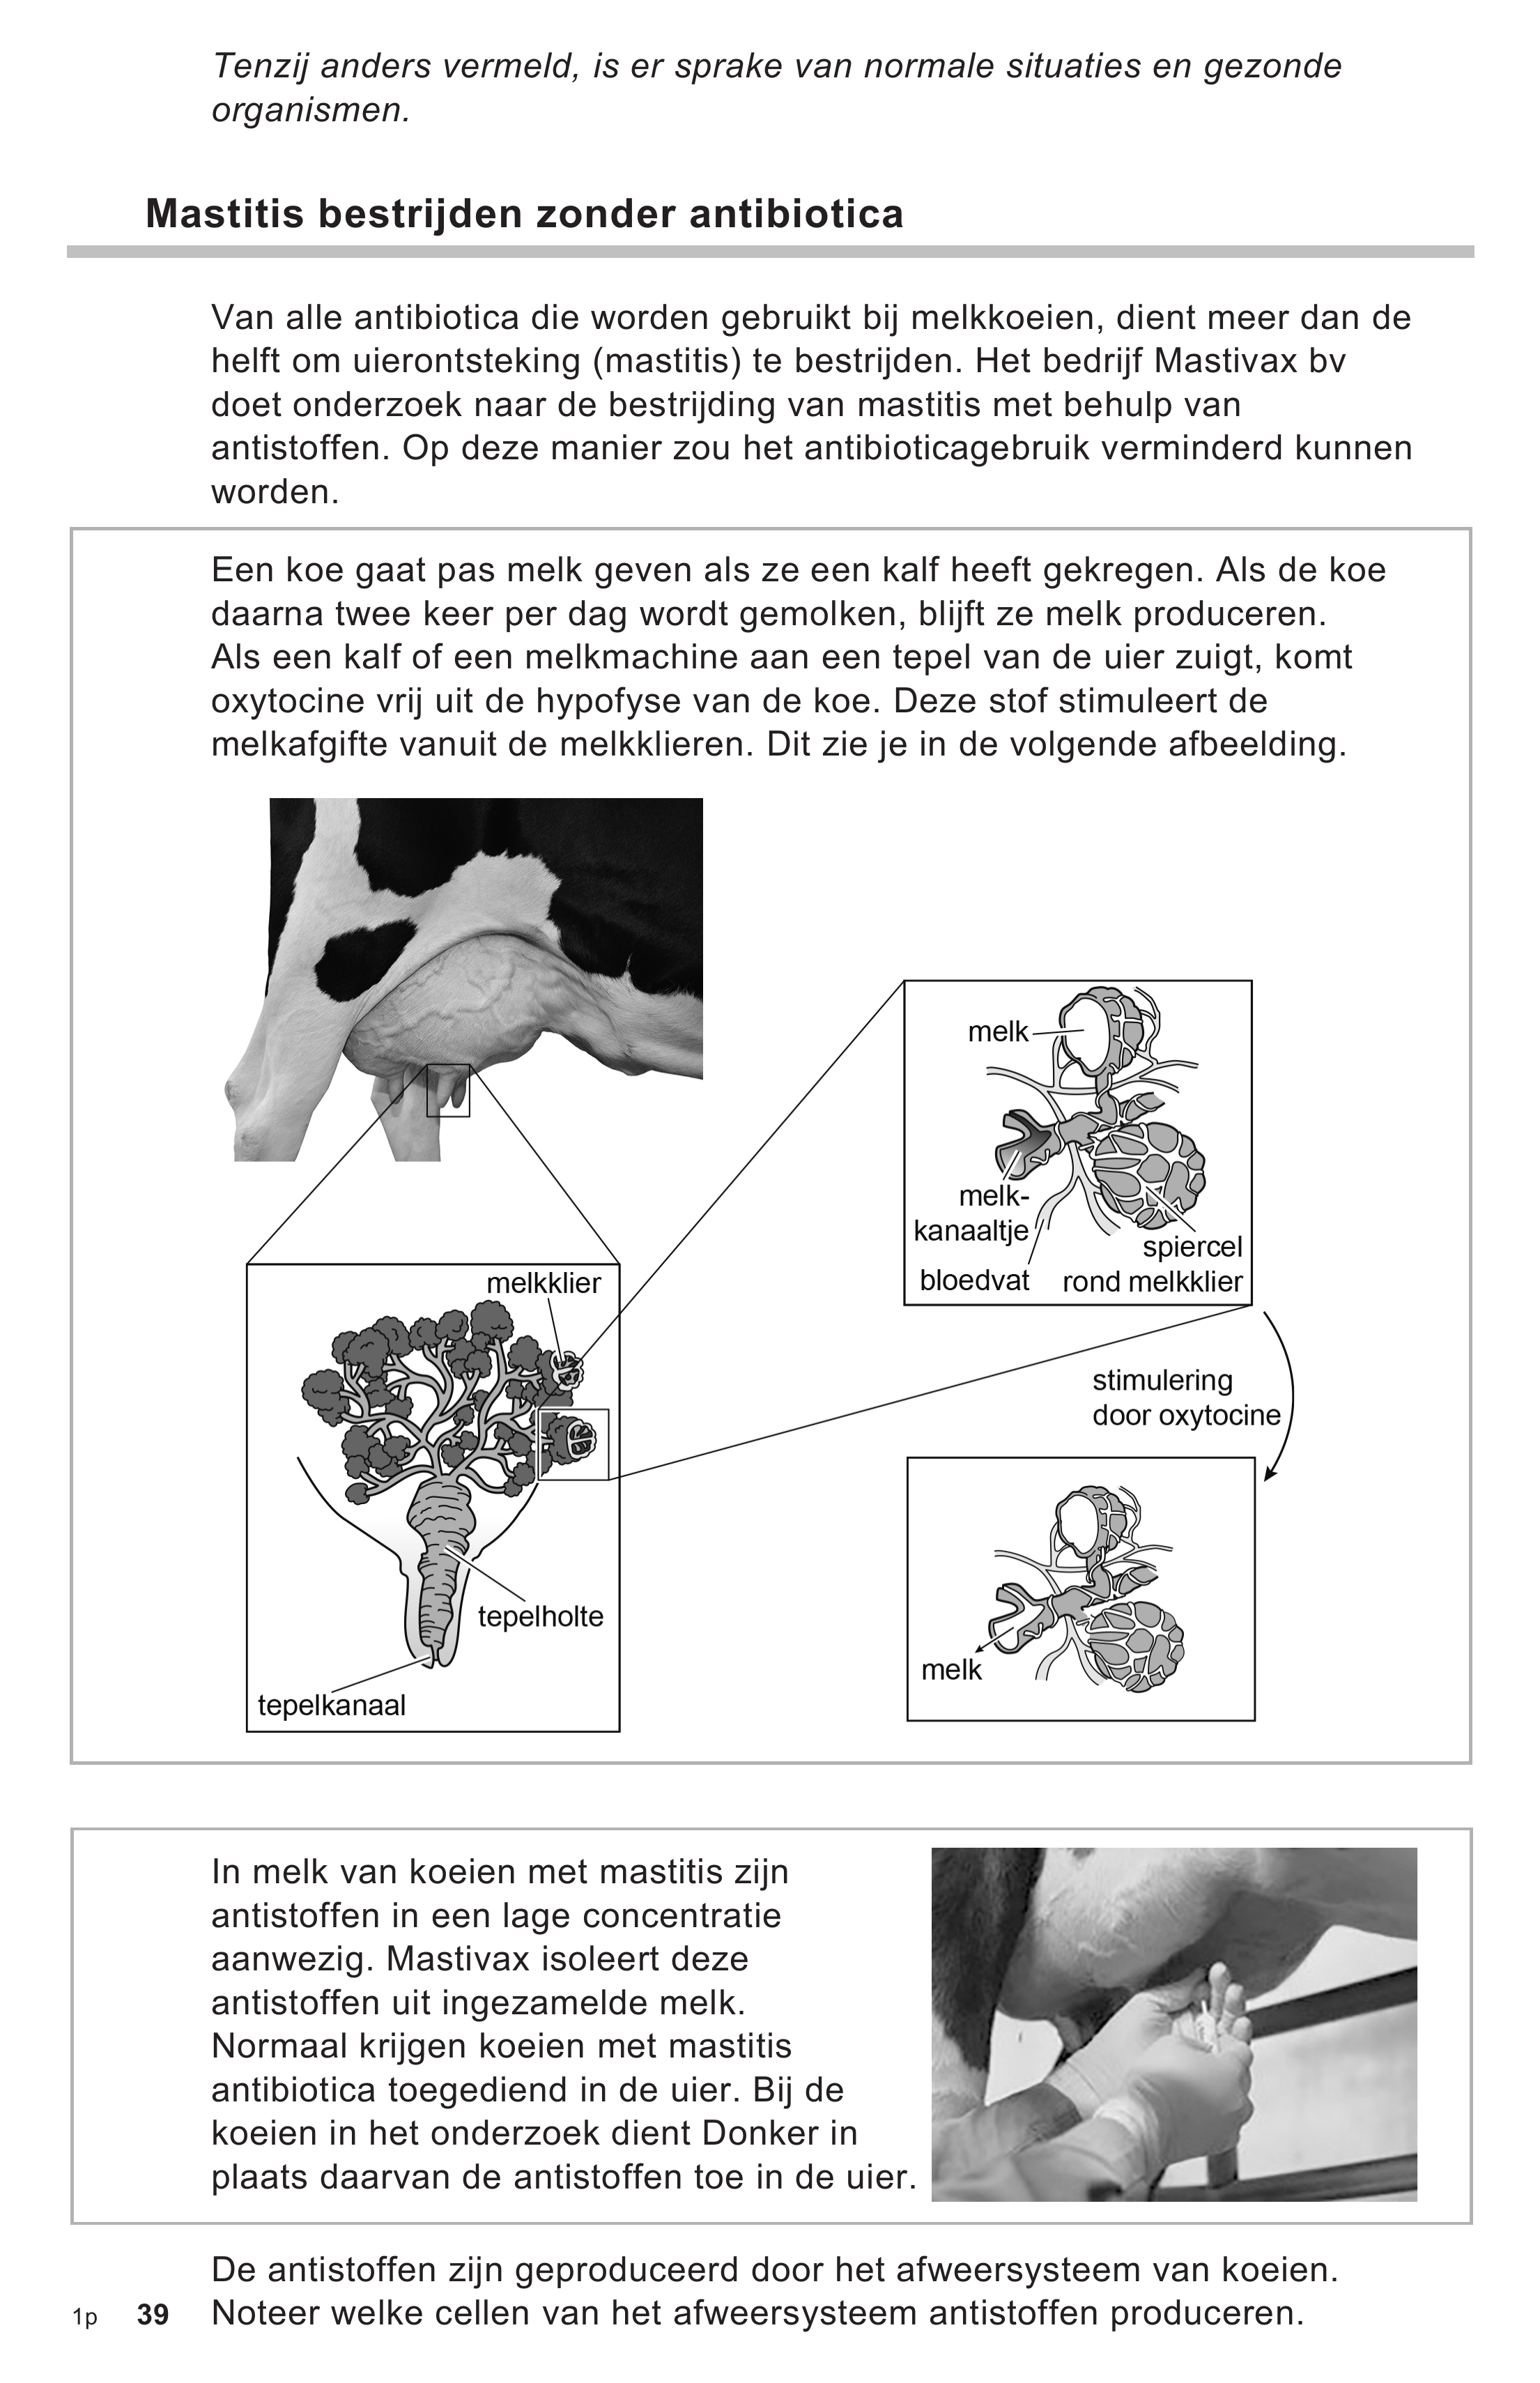 Tenzij anders vermeld, is er sprake van normale situaties en gezonde
organismen.
Mastitis bestrijden zonder antibiotica
Van alle antibiotica die worden gebruikt bij melkkoeien, dient meer dan de
helft om uierontsteking (mastitis) te bestrijden. Het bedrijf Mastivax bv
doet onderzoek naar de bestrijding van mastitis met behulp van
antistoffen. Op deze manier zou het antibioticagebruik verminderd kunnen
worden.
Een koe gaat pas melk geven als ze een kalf heeft gekregen. Als de koe
daarna twee keer per dag wordt gemolken, blijft ze melk produceren.
Als een kalf of een melkmachine aan een tepel van de uier zuigt, komt
oxytocine vrij uit de hypofyse van de koe. Deze stof stimuleert de
melkafgifte vanuit de melkklieren. Dit zie je in de volgende afbeelding.
melk
melk-
kanaaltje
bloedvat
spiercel
rond melkklier
melkklier
tepelholte
tepelkanaal
stimulering
door oxytocine
melk
In melk van koeien met mastitis zijn
antistoffen in een lage concentratie
aanwezig. Mastivax isoleert deze
antistoffen uit ingezamelde melk.
Normaal krijgen koeien met mastitis
antibiotica toegediend in de uier. Bij de
koeien in het onderzoek dient Donker in
plaats daarvan de antistoffen toe in de uier.
De antistoffen zijn geproduceerd door het afweersysteem van koeien.
1p 39 Noteer welke cellen van het afweersysteem antistoffen produceren.